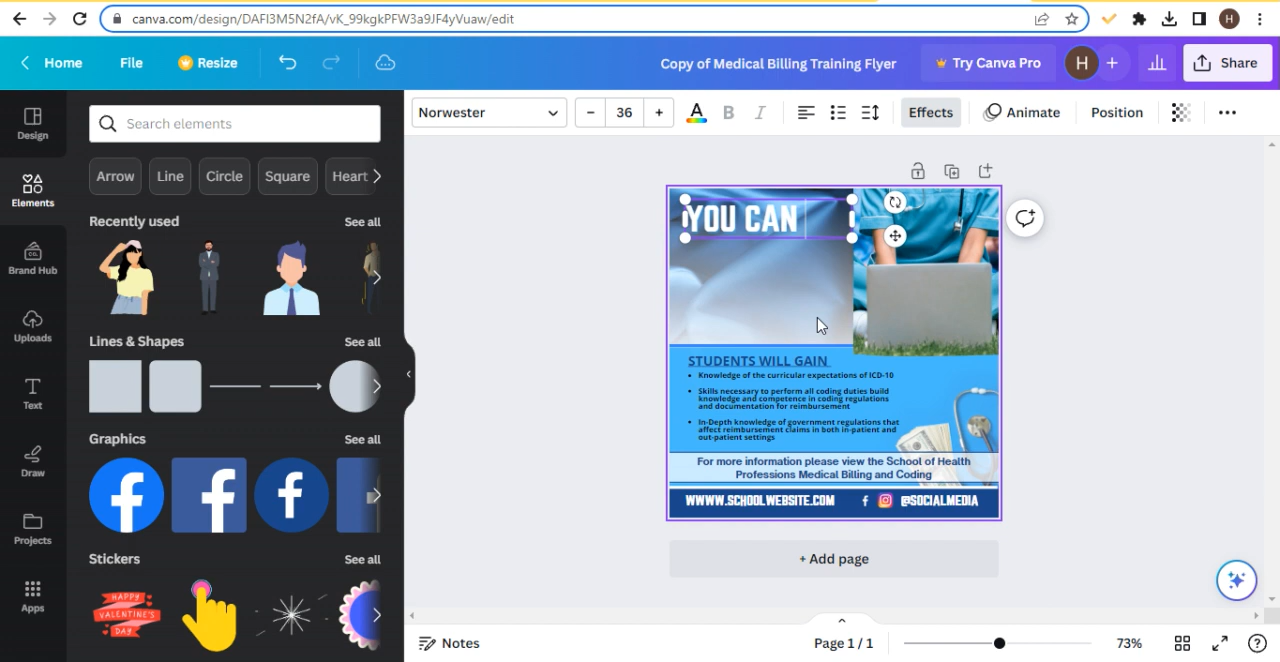 canva.com/design/DAFI3M5N2fA/vK_99kgkPFW3a9JF4yVuaw/edit
H
Home
File
Resize
Copy of Medical Billing Training Flyer
Try Canva Pro
H
Share
Design
Elements
Brand Hub
Uploads
Text
Draw
Projects
Apps
Search elements
Arrow
Line
Circle
Square
Heart
Recently used
See all
Lines & Shapes
See all
Graphics
See all
Stickers
See all
HAPPY
VALENTINE'S
DAY
Norwester
36
A
B
I
Effects
Animate
Position
YOU CAN
STUDENTS WILL GAIN
Knowledge of the curricular expectations of ICD-10
Skills necessary to perform all coding duties build
knowledge and competence in coding regulations
and documentation for reimbursement
In-Depth knowledge of government regulations that
affect reimbursement claims in both in-patient and
out-patient settings
For more information please view the School of Health
Professions Medical Billing and Coding
WWWW.SCHOOLWEBSITE.COM
@SOCIALMEDIA
+ Add page
Notes
Page 1 / 1
73%